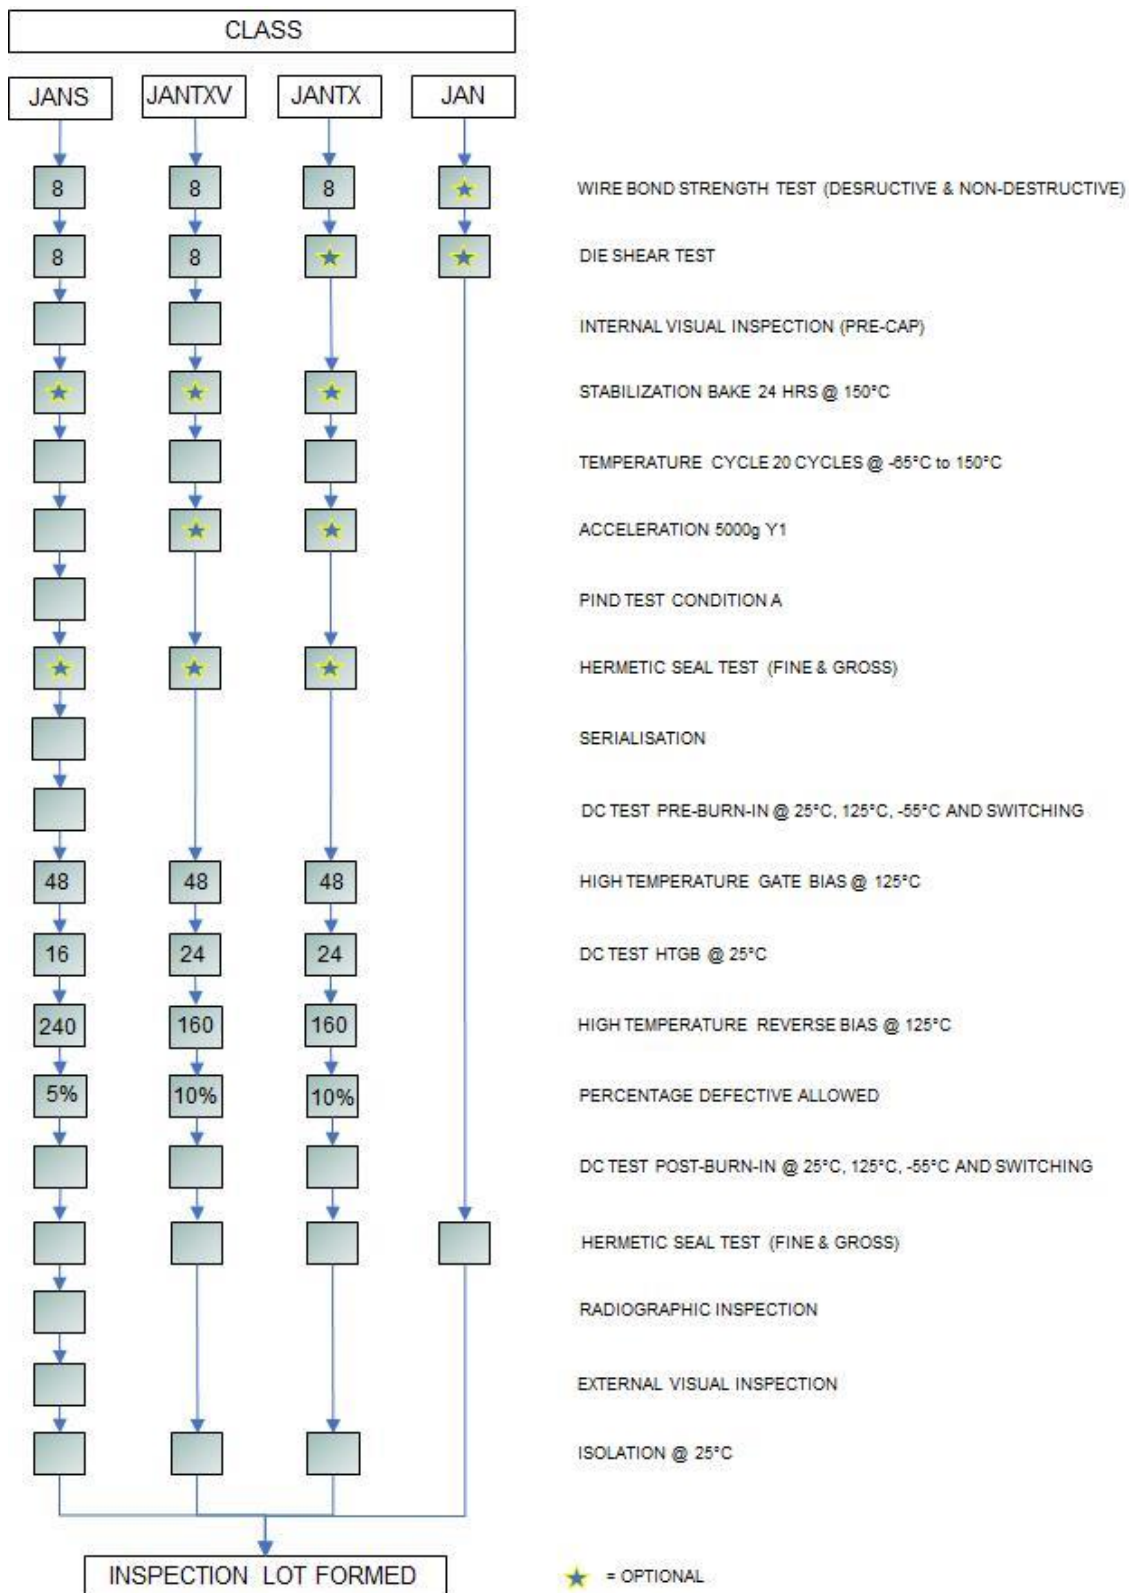 CLASS
JANS JANTXV JANTX JAN
8 8 8 WIRE BOND STRENGTH TEST (DESRUCTIVE & NON-DESTRUCTIVE)
8 8 DIE SHEAR TEST
INTERNAL VISUAL INSPECTION (PRE-CAP)
STABILIZATION BAKE 24 HRS @ 150°C
TEMPERATURE CYCLE 20 CYCLES @ -65°C to 150°C
ACCELERATION 5000g Y1
PIND TEST CONDITION A
HERMETIC SEAL TEST (FINE & GROSS)
SERIALISATION
DC TEST PRE-BURN-IN @ 25°C, 125°C, -55°C AND SWITCHING
48 48 48 HIGH TEMPERATURE GATE BIAS @ 125°C
16 24 24 DC TEST HTGB @ 25°C
240 160 160 HIGH TEMPERATURE REVERSE BIAS @ 125°C
5% 10% 10% PERCENTAGE DEFECTIVE ALLOWED
DC TEST POST-BURN-IN @ 25°C, 125°C, -55°C AND SWITCHING
HERMETIC SEAL TEST (FINE & GROSS)
RADIOGRAPHIC INSPECTION
EXTERNAL VISUAL INSPECTION
ISOLATION @ 25°C
INSPECTION LOT FORMED = OPTIONAL